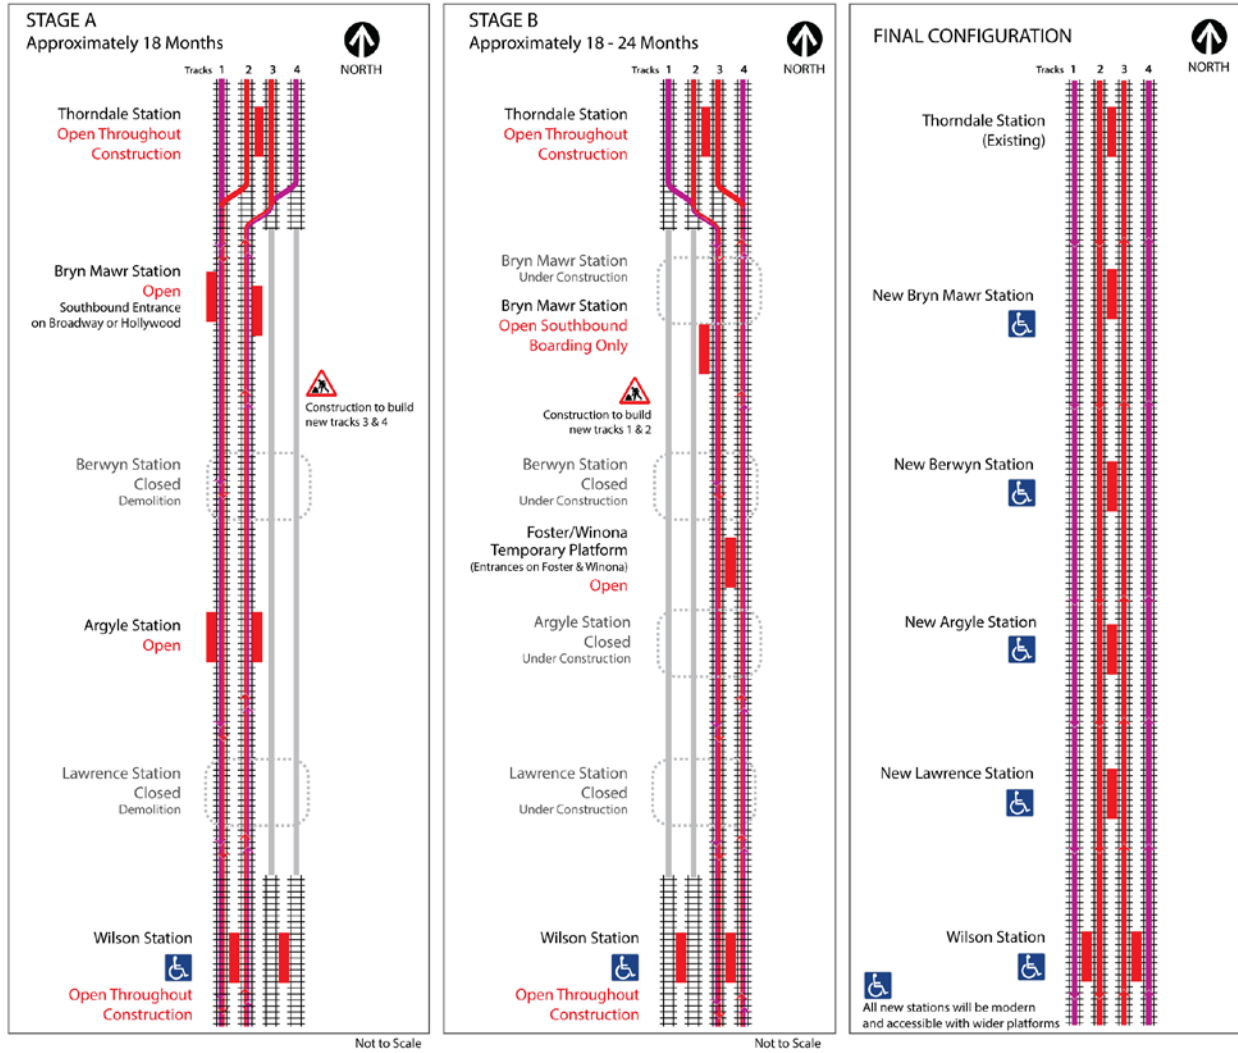 STAGE A
Approximately 18 Months
NORTH
Tracks 1 2 3 4
Thorndale Station
Open Throughout
Construction
Bryn Mawr Station
Open
Southbound Entrance
on Broadway or Hollywood
Construction to build
new tracks 3 & 4
Berwyn Station
Closed
Demolition
Argyle Station
Open
Lawrence Station
Closed
Demolition
Wilson Station
Open Throughout
Construction
Not to Scale
STAGE B
Approximately 18 - 24 Months
NORTH
Tracks 1 2 3 4
Thorndale Station
Open Throughout
Construction
Bryn Mawr Station
Under Construction
Bryn Mawr Station
Open Southbound
Boarding Only
Construction to build
new tracks 1 & 2
Berwyn Station
Closed
Under Construction
Foster/Winona
Temporary Platform
(Entrances on Foster & Winona)
Open
Argyle Station
Closed
Under Construction
Lawrence Station
Closed
Under Construction
Wilson Station
Open Throughout
Construction
Not to Scale
FINAL CONFIGURATION
NORTH
Tracks 1 2 3 4
Thorndale Station
(Existing)
New Bryn Mawr Station
New Berwyn Station
New Argyle Station
New Lawrence Station
Wilson Station
All new stations will be modern
and accessible with wider platforms